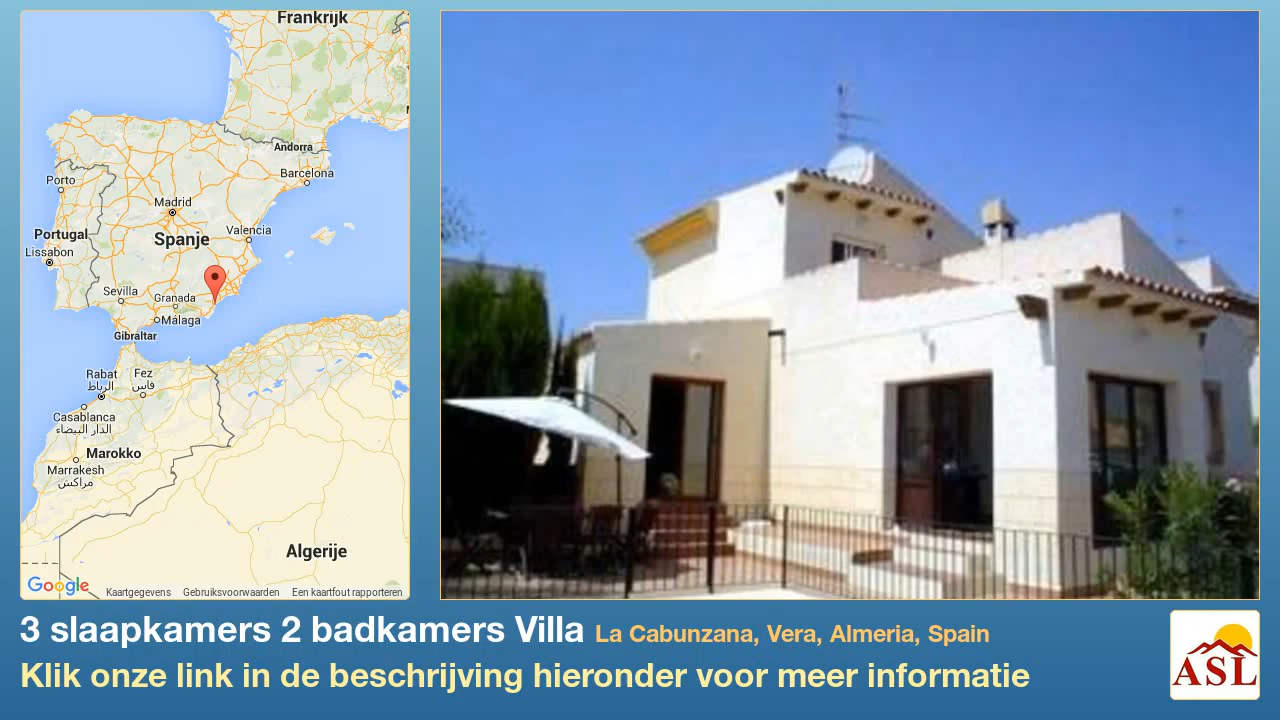 Frankrijk
Andorra
Porto
Barcelona
Madrid
Portugal
Spanje
Valencia
Lissabon
Sevilla
Granada
Málaga
Gibraltar
Rabat
الرباط
Fez
فاس
Casablanca
الدار البيضاء
Marokko
Marrakesh
مراكش
Algerije
Google
Kaartgegevens Gebruiksvoorwaarden Een kaartfout rapporteren
3 slaapkamers 2 badkamers Villa La Cabunzana, Vera, Almeria, Spain
Klik onze link in de beschrijving hieronder voor meer informatie
ASL